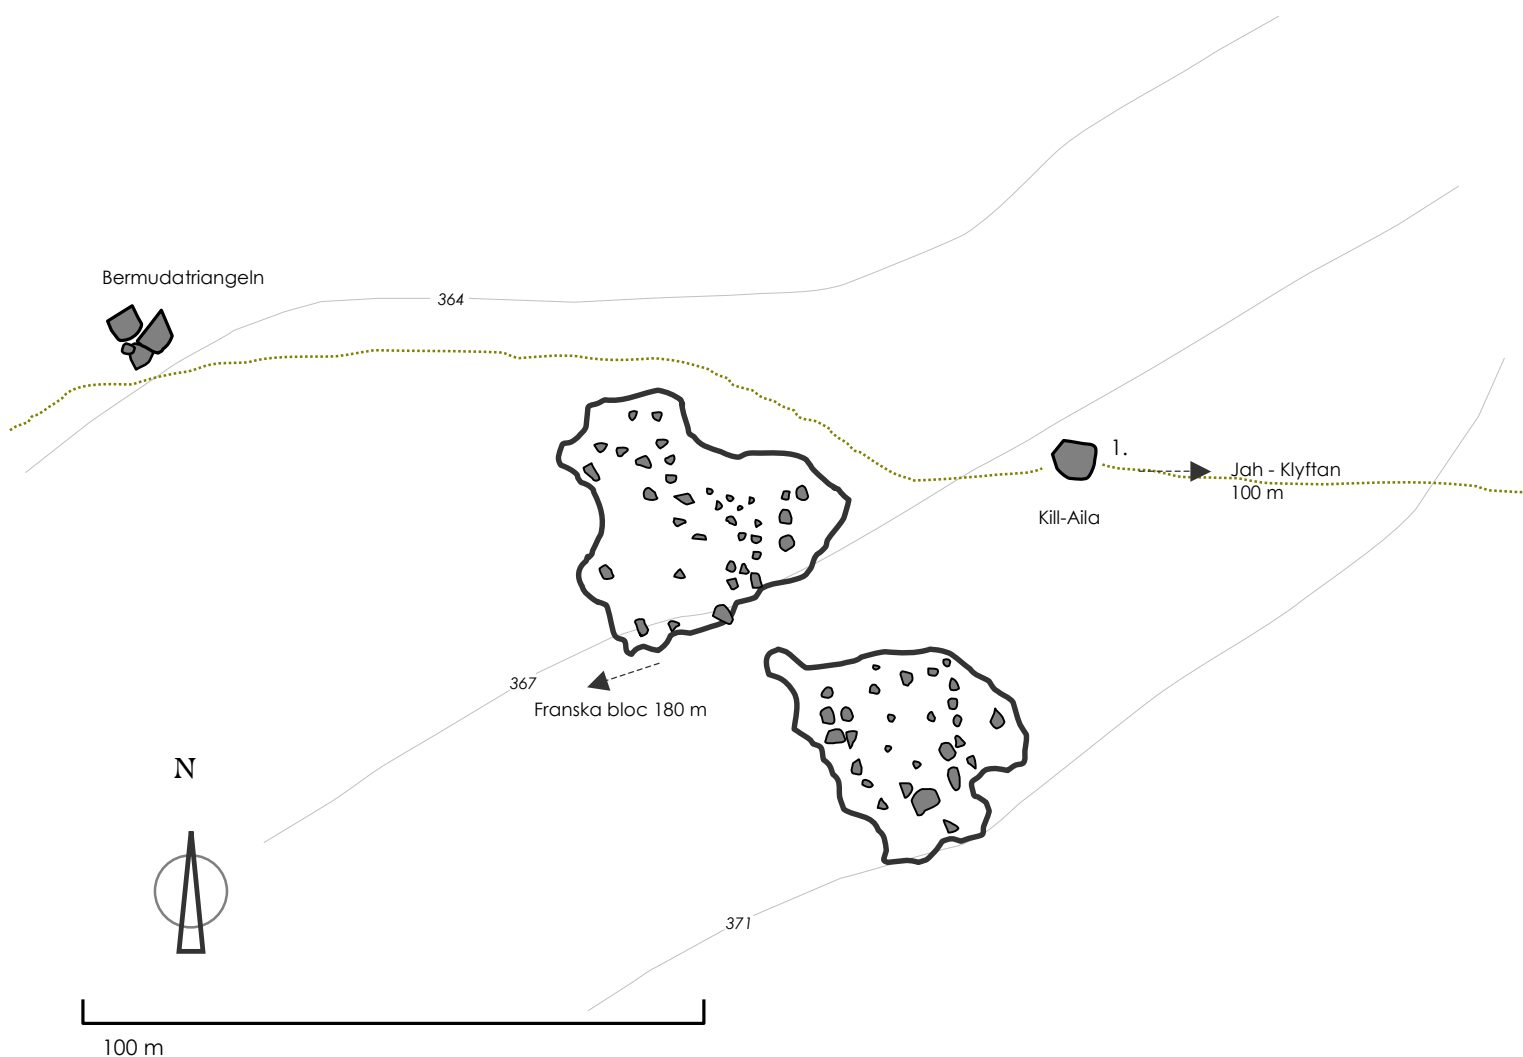 Bermudatriangeln
364
1.
Jah - Klyftan
100 m
Kill-Aila
367
Franska bloc 180 m
N
371
100 m